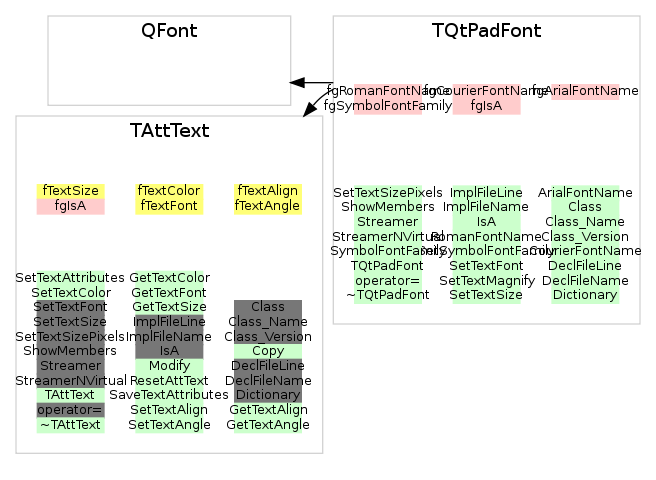 QFont
TQtPadFont
fgRomanFontName fgCourierFontName fgArialFontName
fgSymbolFontFamily fgIsA
SetTextSizePixels ImplFileLine ArialFontName
ShowMembers ImplFileName Class
Streamer IsA Class_Name
StreamerNVirtual RomanFontName Class_Version
SymbolFontFamily CourierFontName
TQtPadFont SetTextFont DeclFileLine
operator= SetTextMagnify DeclFileName
~TQtPadFont SetTextSize Dictionary
TAttText
fTextSize fTextColor fTextAlign
fgIsA fTextFont fTextAngle
SetTextAttributes GetTextColor
SetTextColor GetTextFont
SetTextFont GetTextSize Class
SetTextSize ImplFileLine Class_Name
SetTextSizePixels ImplFileName Class_Version
ShowMembers IsA Copy
Streamer Modify DeclFileLine
StreamerNVirtual ResetAttText DeclFileName
TAttText SaveTextAttributes Dictionary
operator= SetTextAlign GetTextAlign
~TAttText SetTextAngle GetTextAngle